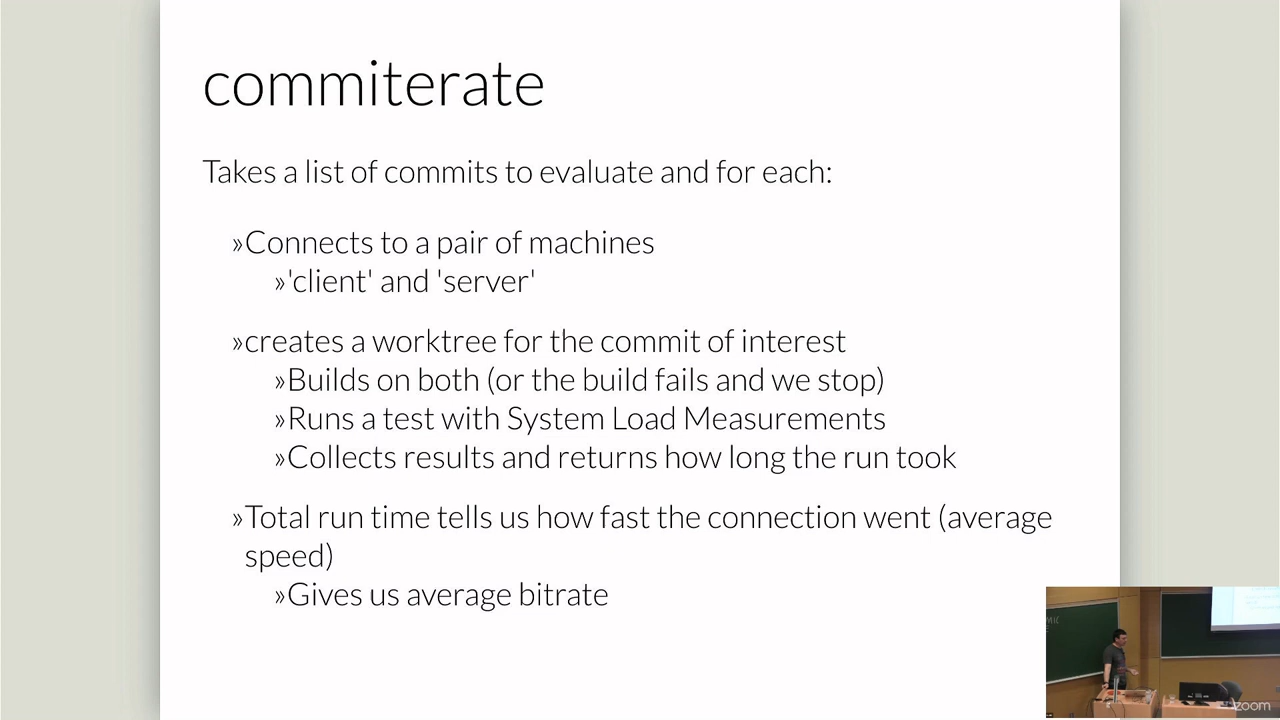 commiterate
Takes a list of commits to evaluate and for each:
»Connects to a pair of machines
»'client' and 'server'
»creates a worktree for the commit of interest
»Builds on both (or the build fails and we stop)
»Runs a test with System Load Measurements
»Collects results and returns how long the run took
»Total run time tells us how fast the connection went (average
speed)
»Gives us average bitrate
zoom